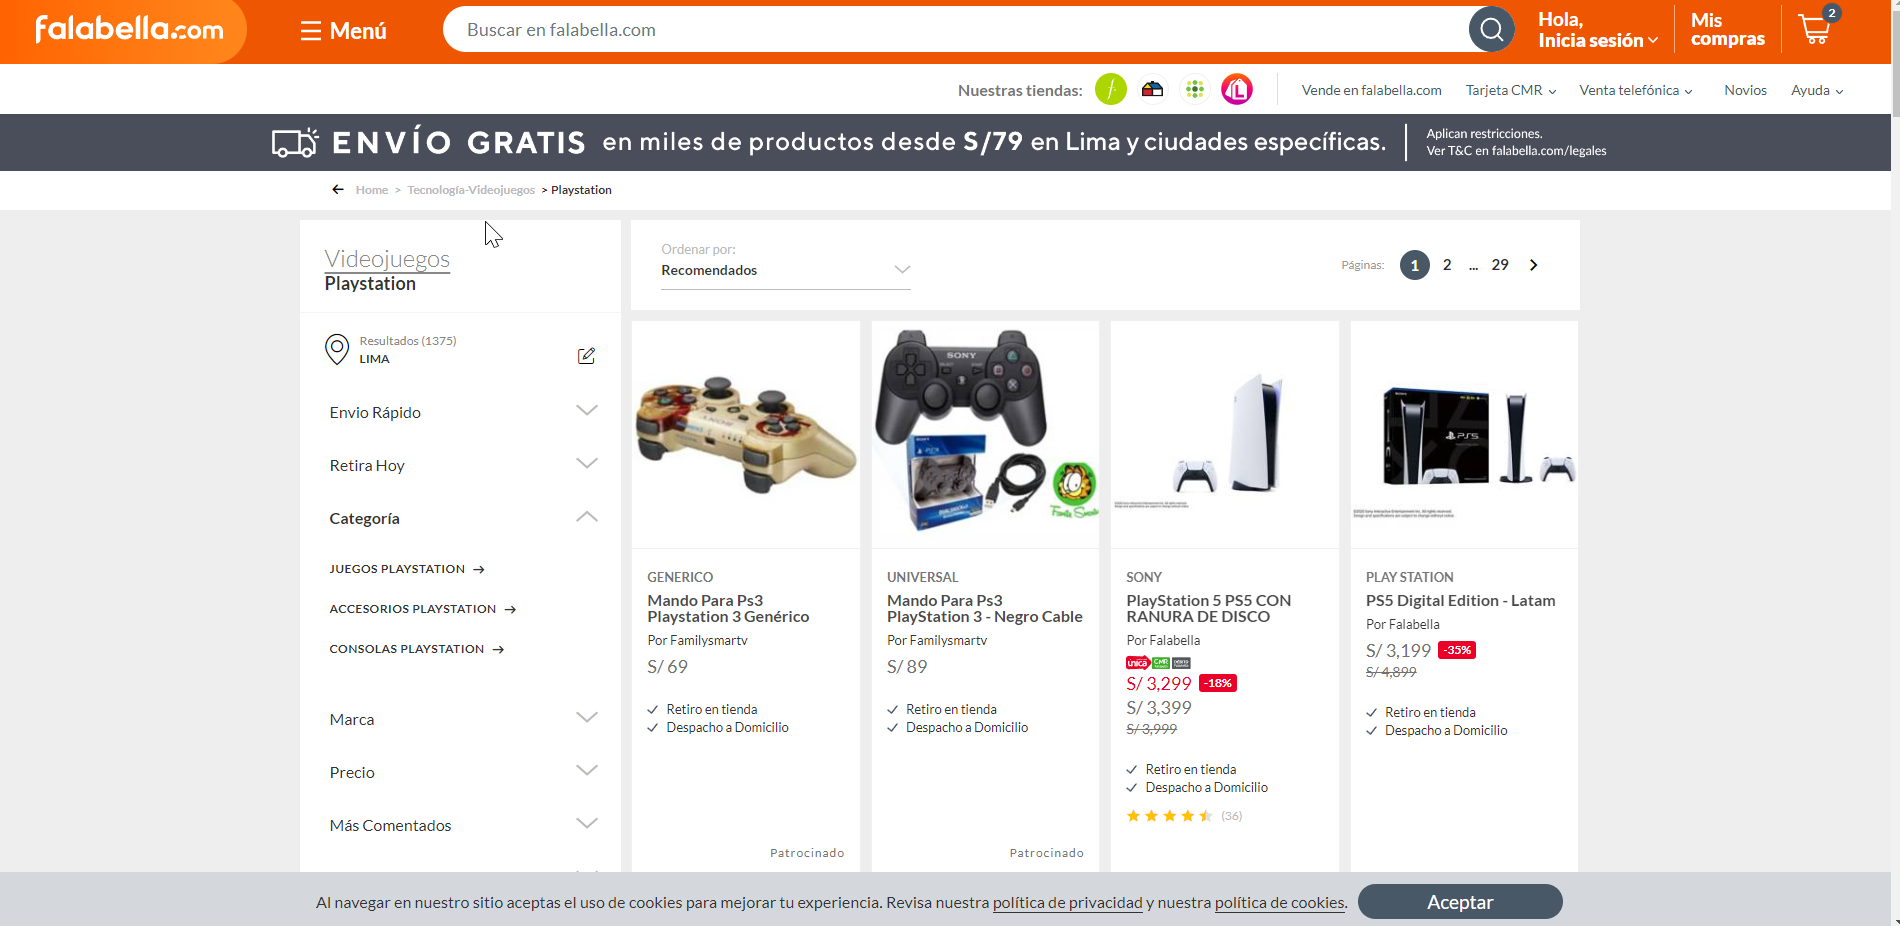 falabella.com
Menú
Buscar en falabella.com
Hola,
Inicia sesión
Mis
compras
2
Nuestras tiendas:
Vende en falabella.com
Tarjeta CMR
Venta telefónica
Novios
Ayuda
ENVÍO GRATIS en miles de productos desde S/79 en Lima y ciudades específicas.
Aplican restricciones.
Ver T&C en falabella.com/legales
Home > Tecnología-Videojuegos > Playstation
Videojuegos
Playstation
Resultados (1375)
LIMA
Envio Rápido
Retira Hoy
Categoría
JUEGOS PLAYSTATION
ACCESORIOS PLAYSTATION
CONSOLAS PLAYSTATION
Marca
Precio
Más Comentados
Ordenar por:
Recomendados
Páginas:
1
2
...
29
GENERICO
Mando Para Ps3
Playstation 3 Genérico
Por Familysmartv
S/ 69
Retiro en tienda
Despacho a Domicilio
Patrocinado
SONY
UNIVERSAL
Mando Para Ps3
PlayStation 3 - Negro Cable
Por Familysmartv
S/ 89
Retiro en tienda
Despacho a Domicilio
Patrocinado
SONY
PlayStation 5 PS5 CON
RANURA DE DISCO
Por Falabella
única CMR
S/ 3,299 -18%
S/ 3,399
S/ 3,999
Retiro en tienda
Despacho a Domicilio
(36)
PS5
PLAY STATION
PS5 Digital Edition - Latam
Por Falabella
S/ 3,199 -35%
S/ 4,899
Retiro en tienda
Despacho a Domicilio
Al navegar en nuestro sitio aceptas el uso de cookies para mejorar tu experiencia. Revisa nuestra política de privacidad y nuestra política de cookies.
Aceptar